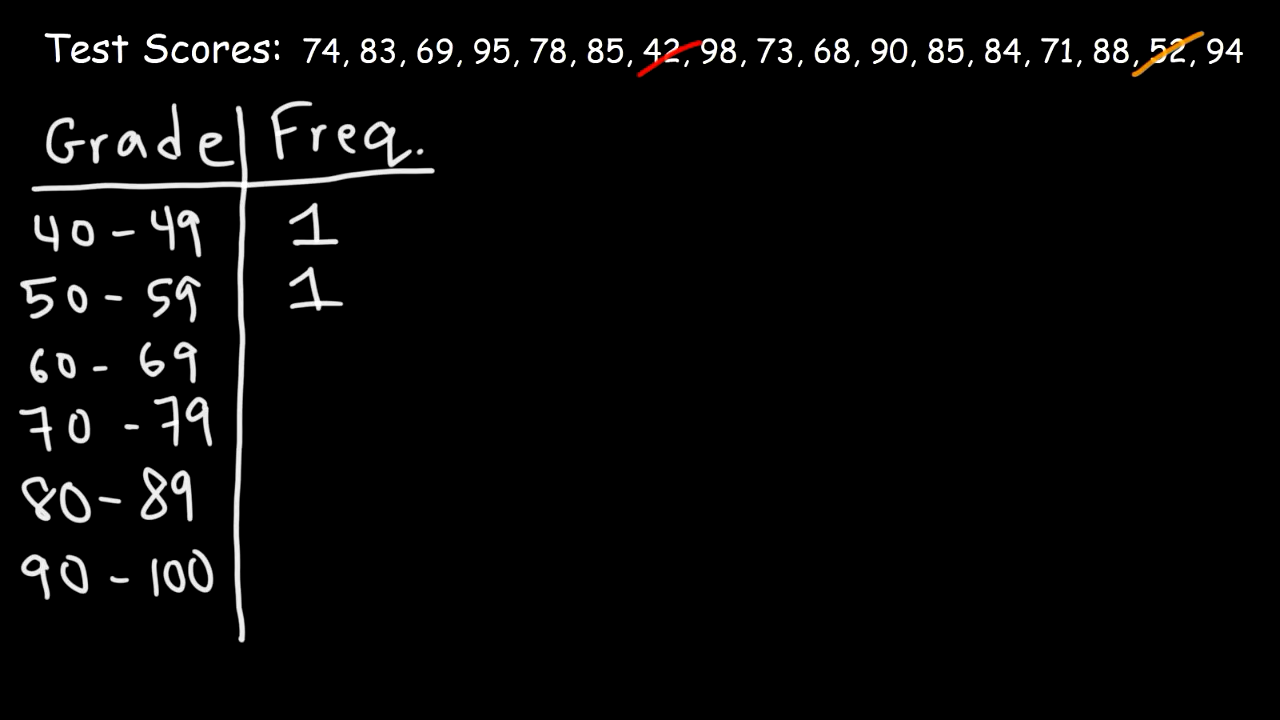 Test Scores: 74, 83, 69, 95, 78, 85, 42, 98, 73, 68, 90, 85, 84, 71, 88, 52, 94
Grade Freq.
40 - 49 1
50 - 59 1
60 - 69
70 - 79
80 - 89
90 - 100